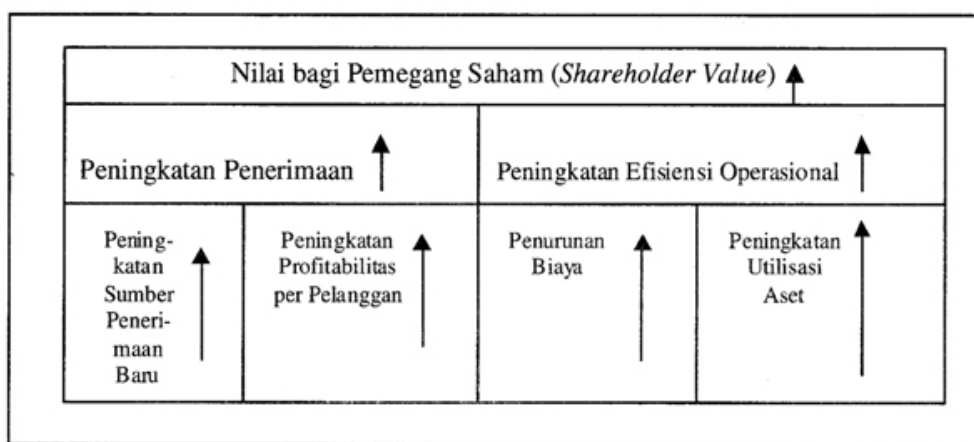 Nilai bagi Pemegang Saham (Shareholder Value)
Peningkatan Penerimaan
Peningkatan Efisiensi Operasional
Pening-
katan
Sumber
Peneri-
maan
Baru
Peningkatan
Profitabilitas
per Pelanggan
Penurunan
Biaya
Peningkatan
Utilisasi
Aset